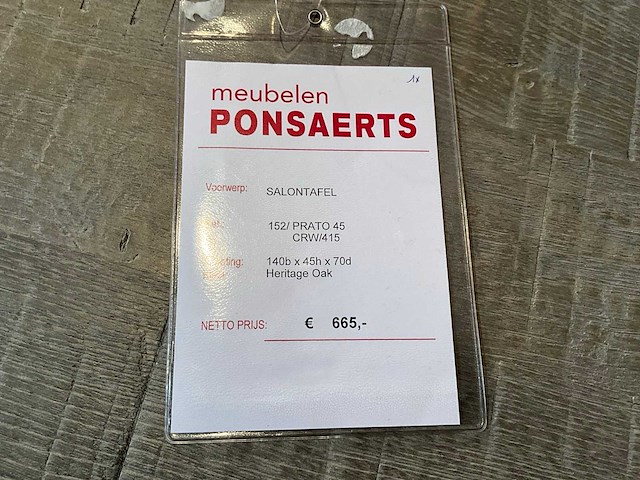 1x
meubelen
PONSAERTS
Voorwerp: SALONTAFEL
152/ PRATO 45
CRW/415
140b x 45h x 70d
Heritage Oak
NETTO PRIJS: € 665,-